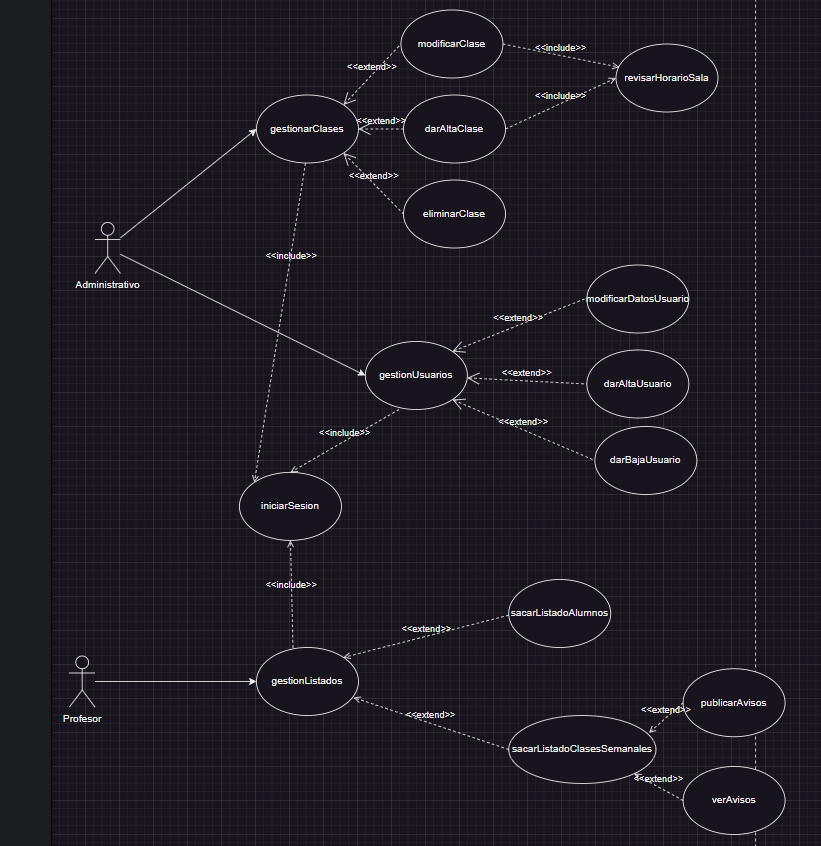 modificarClase
<<include>>
<<extend>>
revisarHorarioSala
<<include>>
<<extend>>
gestionarClases
darAltaClase
<<extend>>
eliminarClase
<<include>>
Administrativo
modificarDatosUsuario
<<extend>>
<<extend>>
gestionUsuarios
darAltaUsuario
<<extend>>
<<include>>
darBajaUsuario
iniciarSesion
<<include>>
sacarListadoAlumnos
<<extend>>
gestionListados
publicarAvisos
<<extend>>
<<extend>>
Profesor
sacarListadoClasesSemanales
<<extend>>
verAvisos